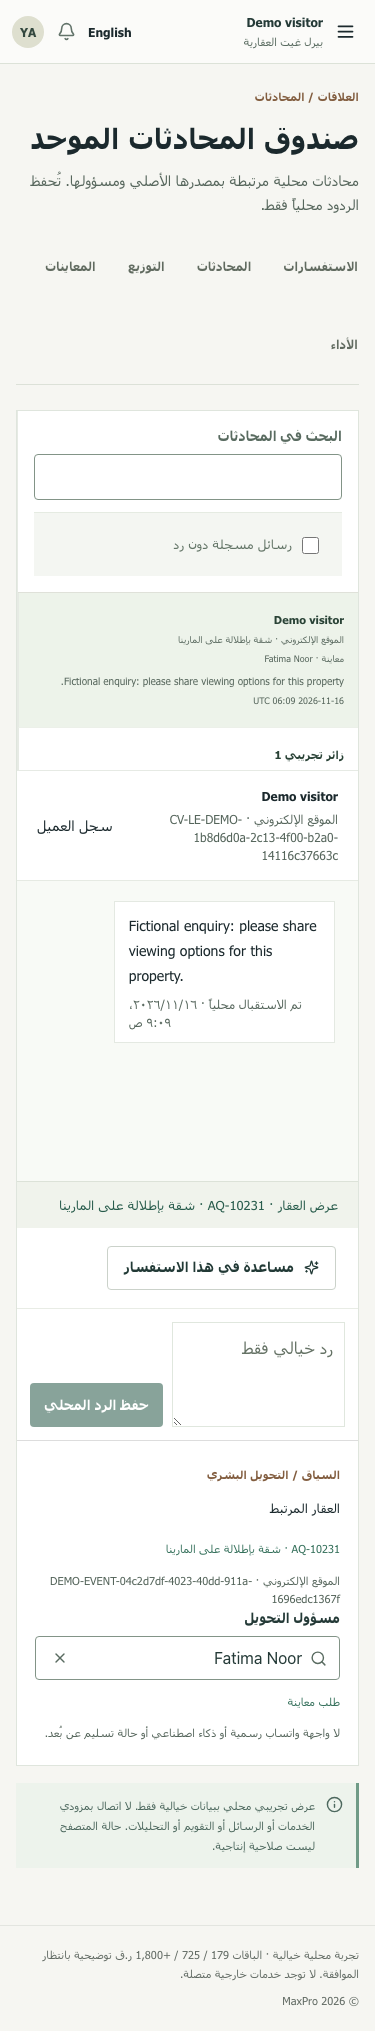 Demo visitor
بيرل غيت العقارية
English
YA
العلاقات / المحادثات
صندوق المحادثات الموحد
محادثات محلية مرتبطة بمصدرها الأصلي ومسؤولها. تُحفظ
الردود محلياً فقط.
الاستفسارات
المحادثات
التوزيع
المعاينات
الأداء
البحث في المحادثات
رسائل مسجلة دون رد
Demo visitor
الموقع الإلكتروني · شقة بإطلالة على المارينا
معاينة · Fatima Noor
Fictional enquiry: please share viewing options for this property.
2026-11-16 06:09 UTC
زائر تجريبي 1
Demo visitor
الموقع الإلكتروني · CV-LE-DEMO-
1b8d6d0a-2c13-4f00-b2a0-
14116c37663c
سجل العميل
Fictional enquiry: please share
viewing options for this
property.
تم الاستقبال محلياً · ٢٠٢٦/١١/١٦،
٩:٠٩ ص
عرض العقار · AQ-10231 · شقة بإطلالة على المارينا
مساعدة في هذا الاستفسار
رد خيالي فقط
حفظ الرد المحلي
السياق / التحويل البشري
العقار المرتبط
AQ-10231 · شقة بإطلالة على المارينا
الموقع الإلكتروني · DEMO-EVENT-04c2d7df-4023-40dd-911a-
1696edc1367f
مسؤول التحويل
Fatima Noor
طلب معاينة
لا واجهة واتساب رسمية أو ذكاء اصطناعي أو حالة تسليم عن بُعد.
عرض تجريبي محلي ببيانات خيالية فقط. لا اتصال بمزودي
الخدمات أو الرسائل أو التقويم أو التحليلات. حالة المتصفح
ليست صلاحية إنتاجية.
تجربة محلية خيالية · الباقات 179 / 725 / +1,800 ر.ق توضيحية بانتظار
الموافقة. لا توجد خدمات خارجية متصلة.
© 2026 MaxPro